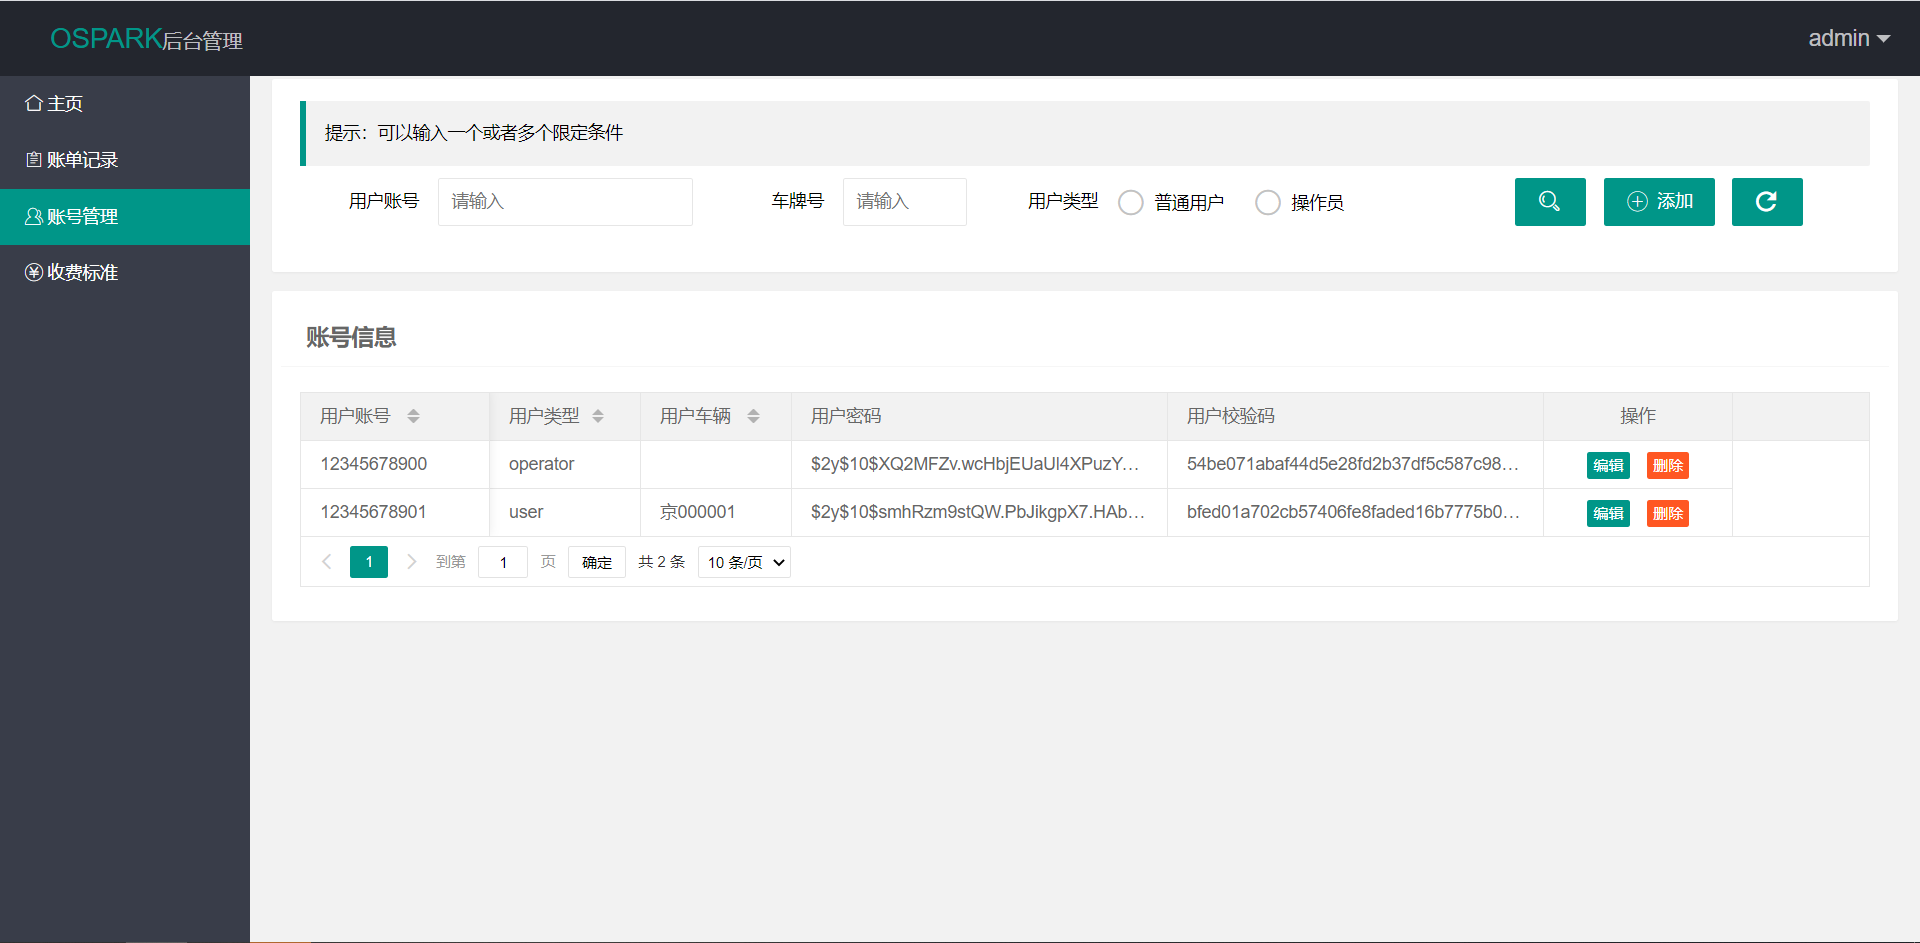 OSPARK后台管理
admin
主页
账单记录
账号管理
收费标准
提示：可以输入一个或者多个限定条件
用户账号 请输入 车牌号 请输入 用户类型 普通用户 操作员 添加
账号信息
用户账号 用户类型 用户车辆 用户密码 用户校验码 操作
12345678900 operator $2y$10$XQ2MFZv.wcHbjEUaUl4XPuzY... 54be071abaf44d5e28fd2b37df5c587c98... 编辑 删除
12345678901 user 京000001 $2y$10$smhRzm9stQW.PbJikgpX7.HAb... bfed01a702cb57406fe8faded16b7775b0... 编辑 删除
1 到第 1 页 确定 共 2 条 10 条/页